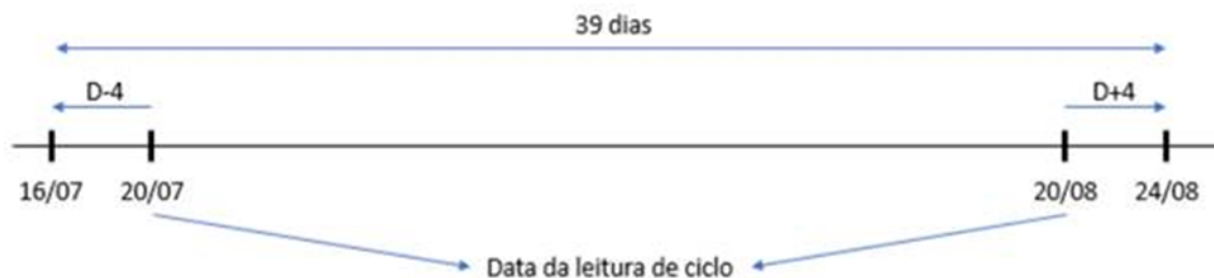 39 dias
D-4 D+4
16/07 20/07 20/08 24/08
Data da leitura de ciclo